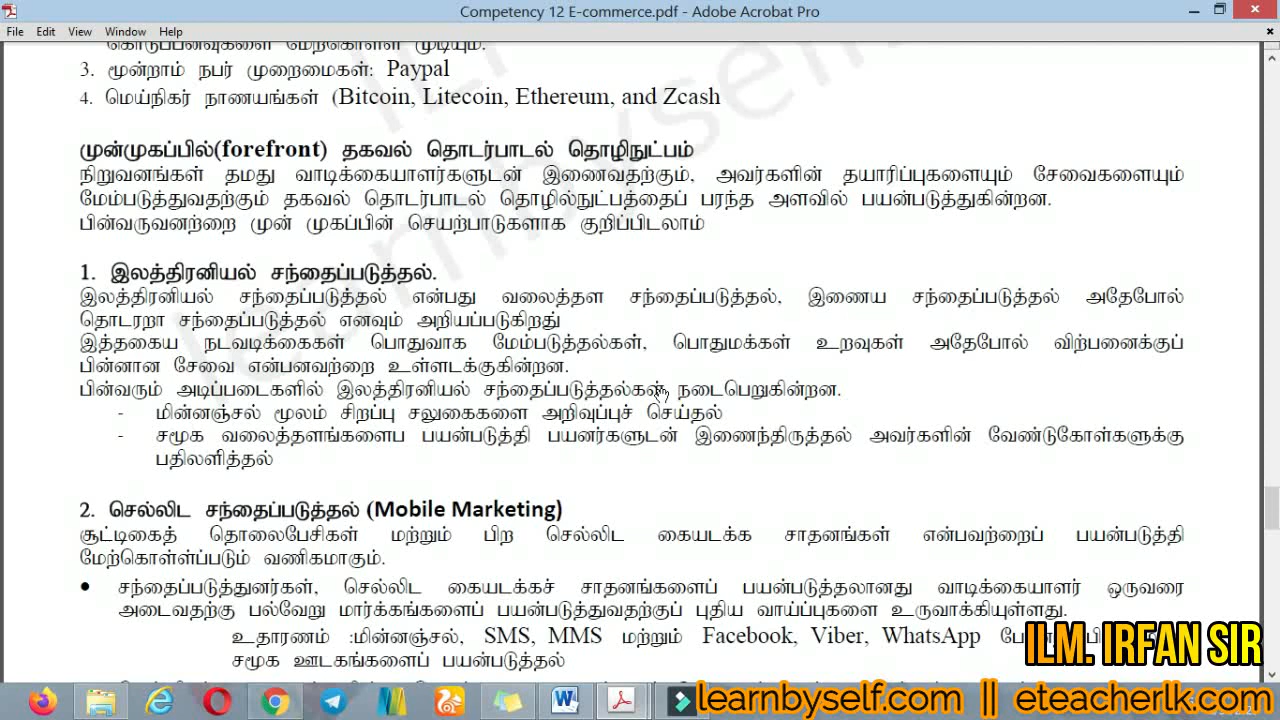 Competency 12 E-commerce.pdf - Adobe Acrobat Pro
File Edit View Window Help
கொடுப்பனவுகளை மேற்கொள்ள முடியும்.
3. மூன்றாம் நபர் முறைமைகள்: Paypal
4. மெய்நிகர் நாணயங்கள் (Bitcoin, Litecoin, Ethereum, and Zcash
முன்முகப்பில்(forefront) தகவல் தொடர்பாடல் தொழிநுட்பம்
நிறுவனங்கள் தமது வாடிக்கையாளர்களுடன் இணைவதற்கும், அவர்களின் தயாரிப்புகளையும் சேவைகளையும்
மேம்படுத்துவதற்கும் தகவல் தொடர்பாடல் தொழில்நுட்பத்தைப் பரந்த அளவில் பயன்படுத்துகின்றன.
பின்வருவனற்றை முன் முகப்பின் செயற்பாடுகளாக குறிப்பிடலாம்
1. இலத்திரனியல் சந்தைப்படுத்தல்.
இலத்திரனியல் சந்தைப்படுத்தல் என்பது வலைத்தள சந்தைப்படுத்தல், இணைய சந்தைப்படுத்தல் அதேபோல்
தொடரறா சந்தைப்படுத்தல் எனவும் அறியப்படுகிறது
இத்தகைய நடவடிக்கைகள் பொதுவாக மேம்படுத்தல்கள், பொதுமக்கள் உறவுகள் அதேபோல் விற்பனைக்குப்
பின்னான சேவை என்பனவற்றை உள்ளடக்குகின்றன.
பின்வரும் அடிப்படைகளில் இலத்திரனியல் சந்தைப்படுத்தல்கள் நடைபெறுகின்றன.
- மின்னஞ்சல் மூலம் சிறப்பு சலுகைகளை அறிவுப்புச் செய்தல்
- சமூக வலைத்தளங்களைப பயன்படுத்தி பயனர்களுடன் இணைந்திருத்தல் அவர்களின் வேண்டுகோள்களுக்கு
பதிலளித்தல்
2. செல்லிட சந்தைப்படுத்தல் (Mobile Marketing)
சூட்டிகைத் தொலைபேசிகள் மற்றும் பிற செல்லிட கையடக்க சாதனங்கள் என்பவற்றைப் பயன்படுத்தி
மேற்கொள்ள்ப்படும் வணிகமாகும்.
• சந்தைப்படுத்துனர்கள், செல்லிட கையடக்கச் சாதனங்களைப் பயன்படுத்தலானது வாடிக்கையாளர் ஒருவரை
அடைவதற்கு பல்வேறு மார்க்கங்களைப் பயன்படுத்துவதற்குப் புதிய வாய்ப்புகளை உருவாக்கியுள்ளது.
உதாரணம் :மின்னஞ்சல், SMS, MMS மற்றும் Facebook, Viber, WhatsApp
சமூக ஊடகங்களைப் பயன்படுத்தல்
ILM. IRFAN SIR
learnbyself.com || eteacherlk.com
learnbyself